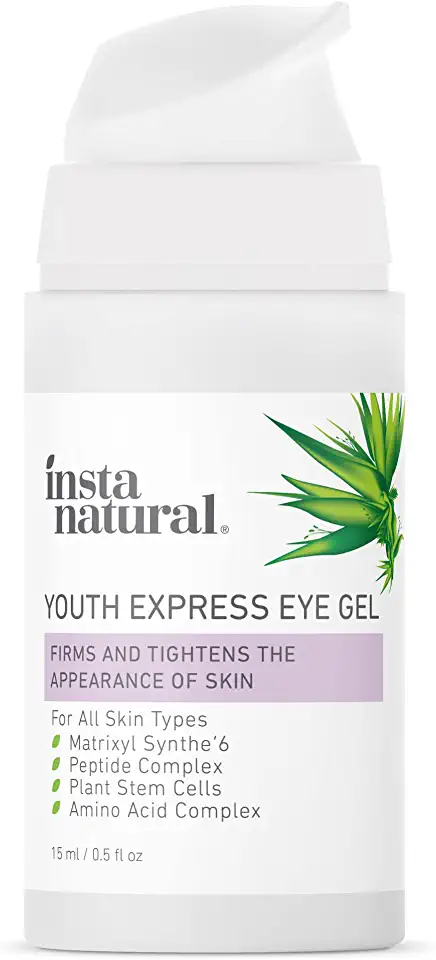 insta
natural®
YOUTH EXPRESS EYE GEL
FIRMS AND TIGHTENS THE
APPEARANCE OF SKIN
For All Skin Types
Matrixyl Synthe'6
Peptide Complex
Plant Stem Cells
Amino Acid Complex
15 ml / 0.5 fl oz